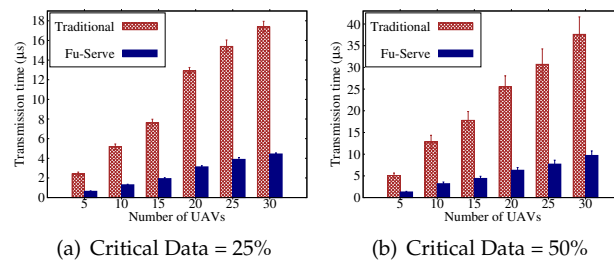 Traditional
Fu-Serve
Transmission time (μs)
18
16
14
12
10
8
6
4
2
0
5 10 15 20 25 30
Number of UAVs
(a) Critical Data = 25%
Traditional
Fu-Serve
Transmission time (μs)
40
35
30
25
20
15
10
5
0
5 10 15 20 25 30
Number of UAVs
(b) Critical Data = 50%